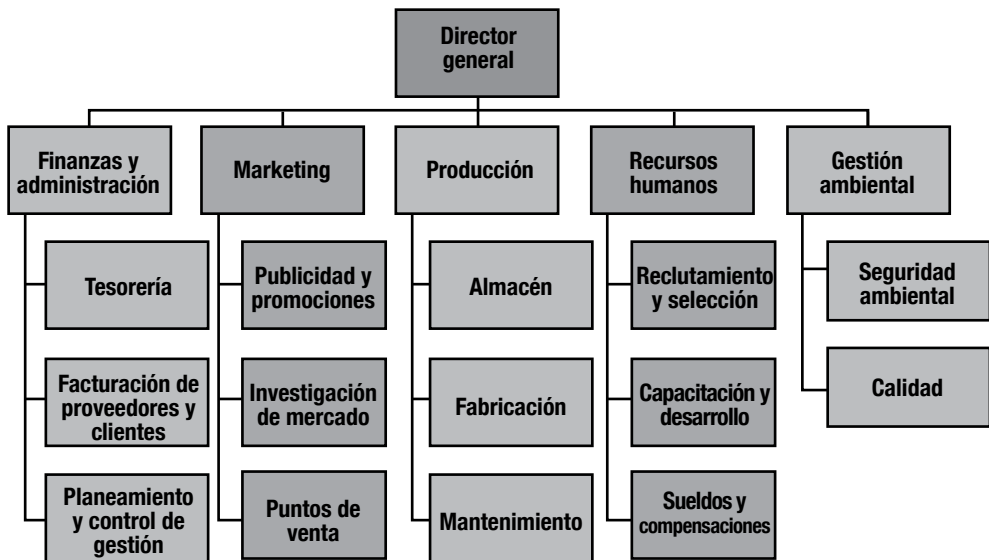 Director
general
Finanzas y
administración
Marketing
Producción
Recursos
humanos
Gestión
ambiental
Tesorería
Publicidad y
promociones
Almacén
Reclutamiento
y selección
Seguridad
ambiental
Facturación de
proveedores y
clientes
Investigación
de mercado
Fabricación
Capacitación y
desarrollo
Calidad
Planeamiento
y control de
gestión
Puntos de
venta
Mantenimiento
Sueldos y
compensaciones